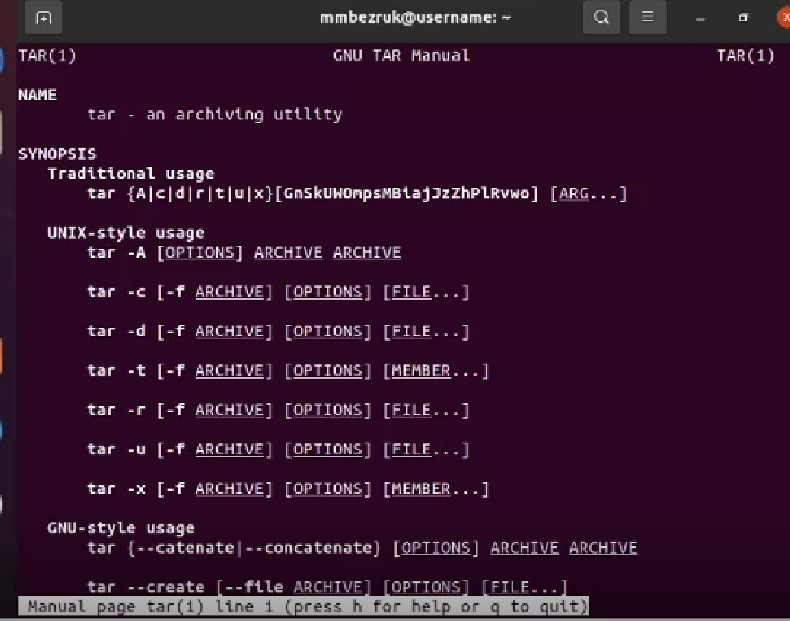 mmbezruk@username: ~
TAR(1) GNU TAR Manual TAR(1)
NAME
tar - an archiving utility
SYNOPSIS
Traditional usage
tar {A|c|d|r|t|u|x}[GnSkUWOmpsMBiajJzZhPlRvwo] [ARG...]
UNIX-style usage
tar -A [OPTIONS] ARCHIVE ARCHIVE
tar -c [-f ARCHIVE] [OPTIONS] [FILE...]
tar -d [-f ARCHIVE] [OPTIONS] [FILE...]
tar -t [-f ARCHIVE] [OPTIONS] [MEMBER...]
tar -r [-f ARCHIVE] [OPTIONS] [FILE...]
tar -u [-f ARCHIVE] [OPTIONS] [FILE...]
tar -x [-f ARCHIVE] [OPTIONS] [MEMBER...]
GNU-style usage
tar {--catenate|--concatenate} [OPTIONS] ARCHIVE ARCHIVE
tar --create [--file ARCHIVE] [OPTIONS] [FILE...]
Manual page tar(1) line 1 (press h for help or q to quit)